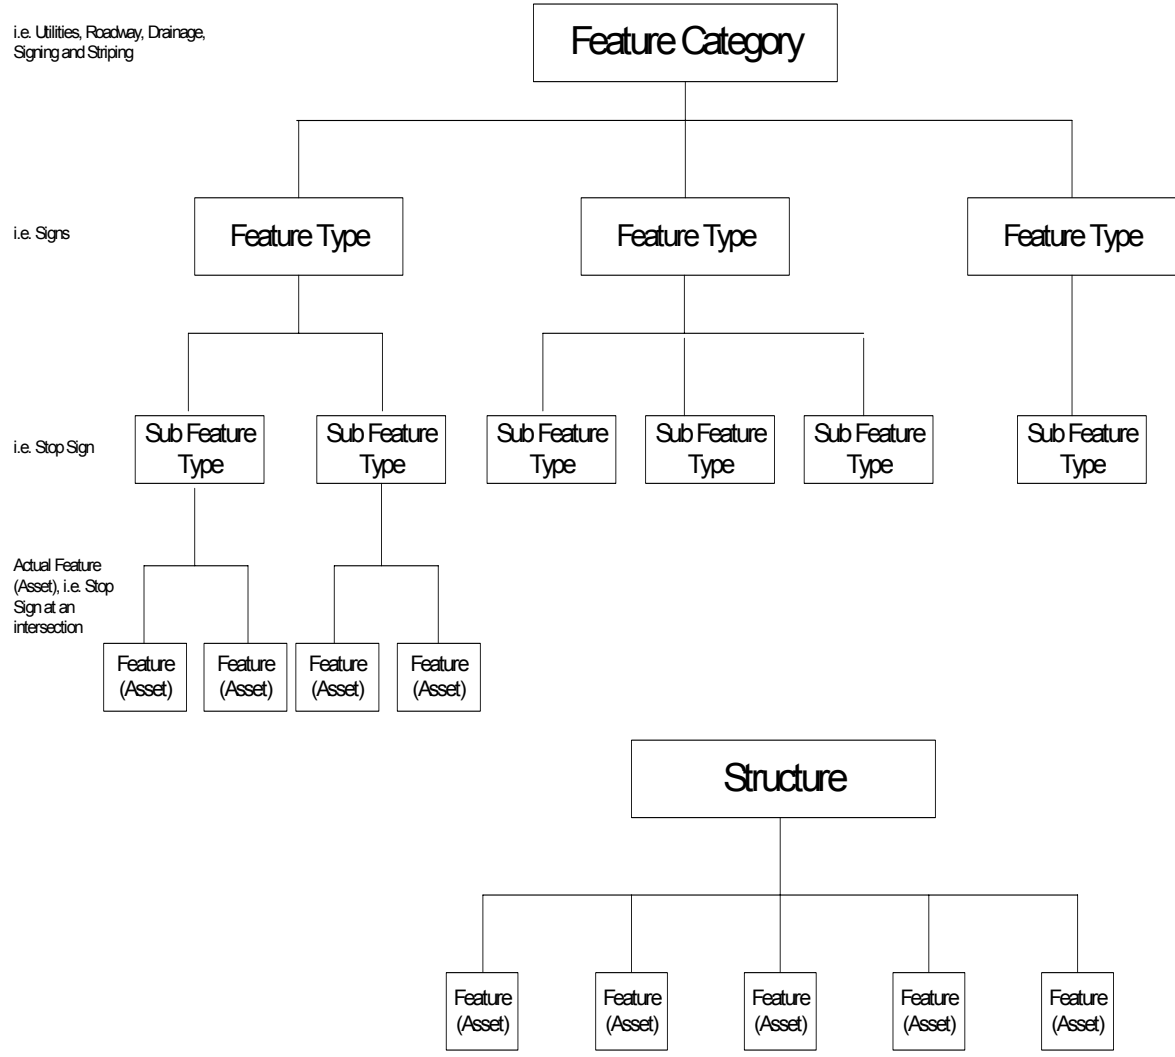 i.e. Utilities, Roadway, Drainage,
Signing and Striping
Feature Category
i.e. Signs
Feature Type
Feature Type
Feature Type
i.e. Stop Sign
Sub Feature
Type
Sub Feature
Type
Sub Feature
Type
Sub Feature
Type
Sub Feature
Type
Sub Feature
Type
Actual Feature
(Asset), i.e. Stop
Sign at an
intersection
Feature
(Asset)
Feature
(Asset)
Feature
(Asset)
Feature
(Asset)
Structure
Feature
(Asset)
Feature
(Asset)
Feature
(Asset)
Feature
(Asset)
Feature
(Asset)